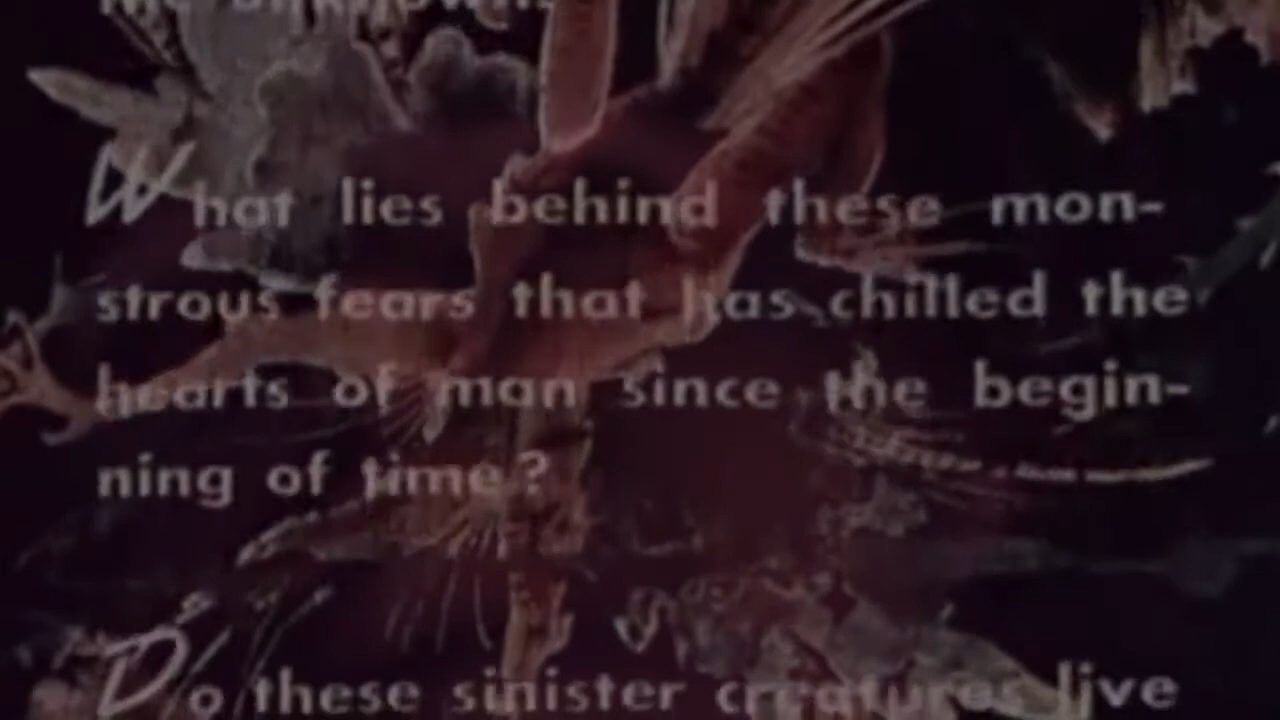 What lies behind these mon-
strous fears that has chilled the
hearts of man since the begin-
ning of time?
Do these sinister creatures live